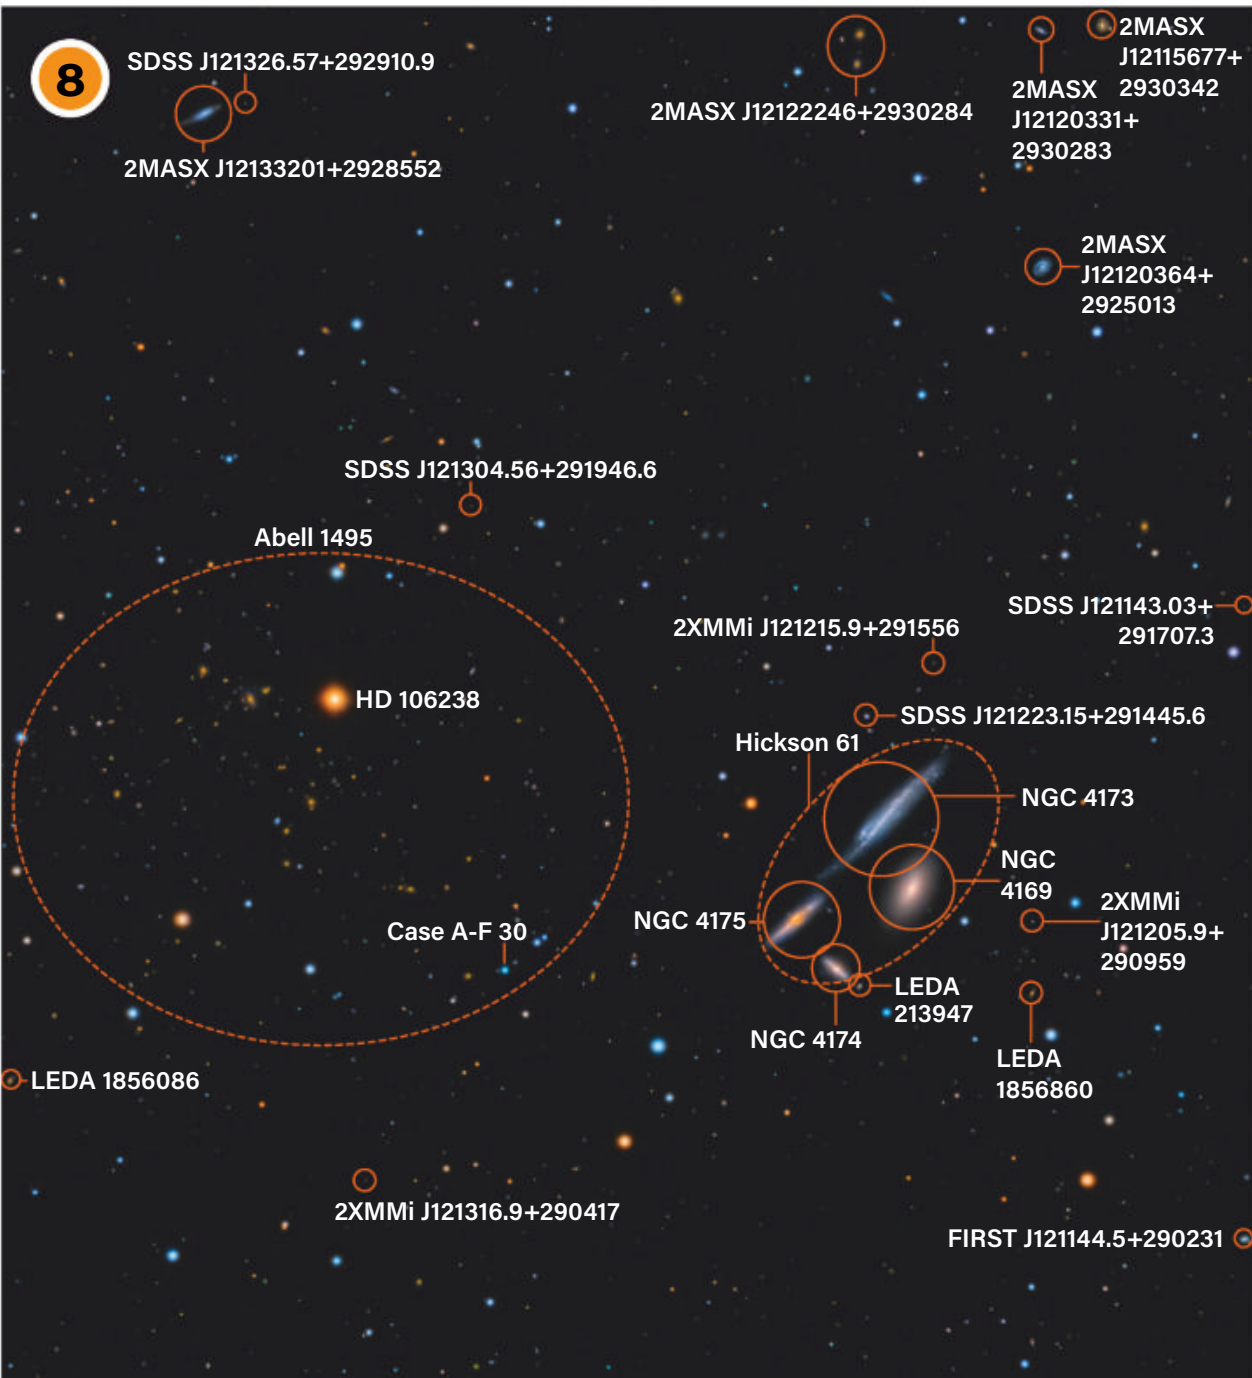 8
SDSS J121326.57+292910.9
2MASX J12133201+2928552
2MASX J12122246+2930284
2MASX
J12120331+
2930283
2MASX
J12115677+
2930342
2MASX
J12120364+
2925013
SDSS J121304.56+291946.6
Abell 1495
SDSS J121143.03+
291707.3
2XMMi J121215.9+291556
HD 106238
SDSS J121223.15+291445.6
Hickson 61
NGC 4173
NGC
4169
2XMMi
J121205.9+
290959
NGC 4175
Case A-F 30
LEDA
213947
NGC 4174
LEDA
1856860
LEDA 1856086
2XMMi J121316.9+290417
FIRST J121144.5+290231